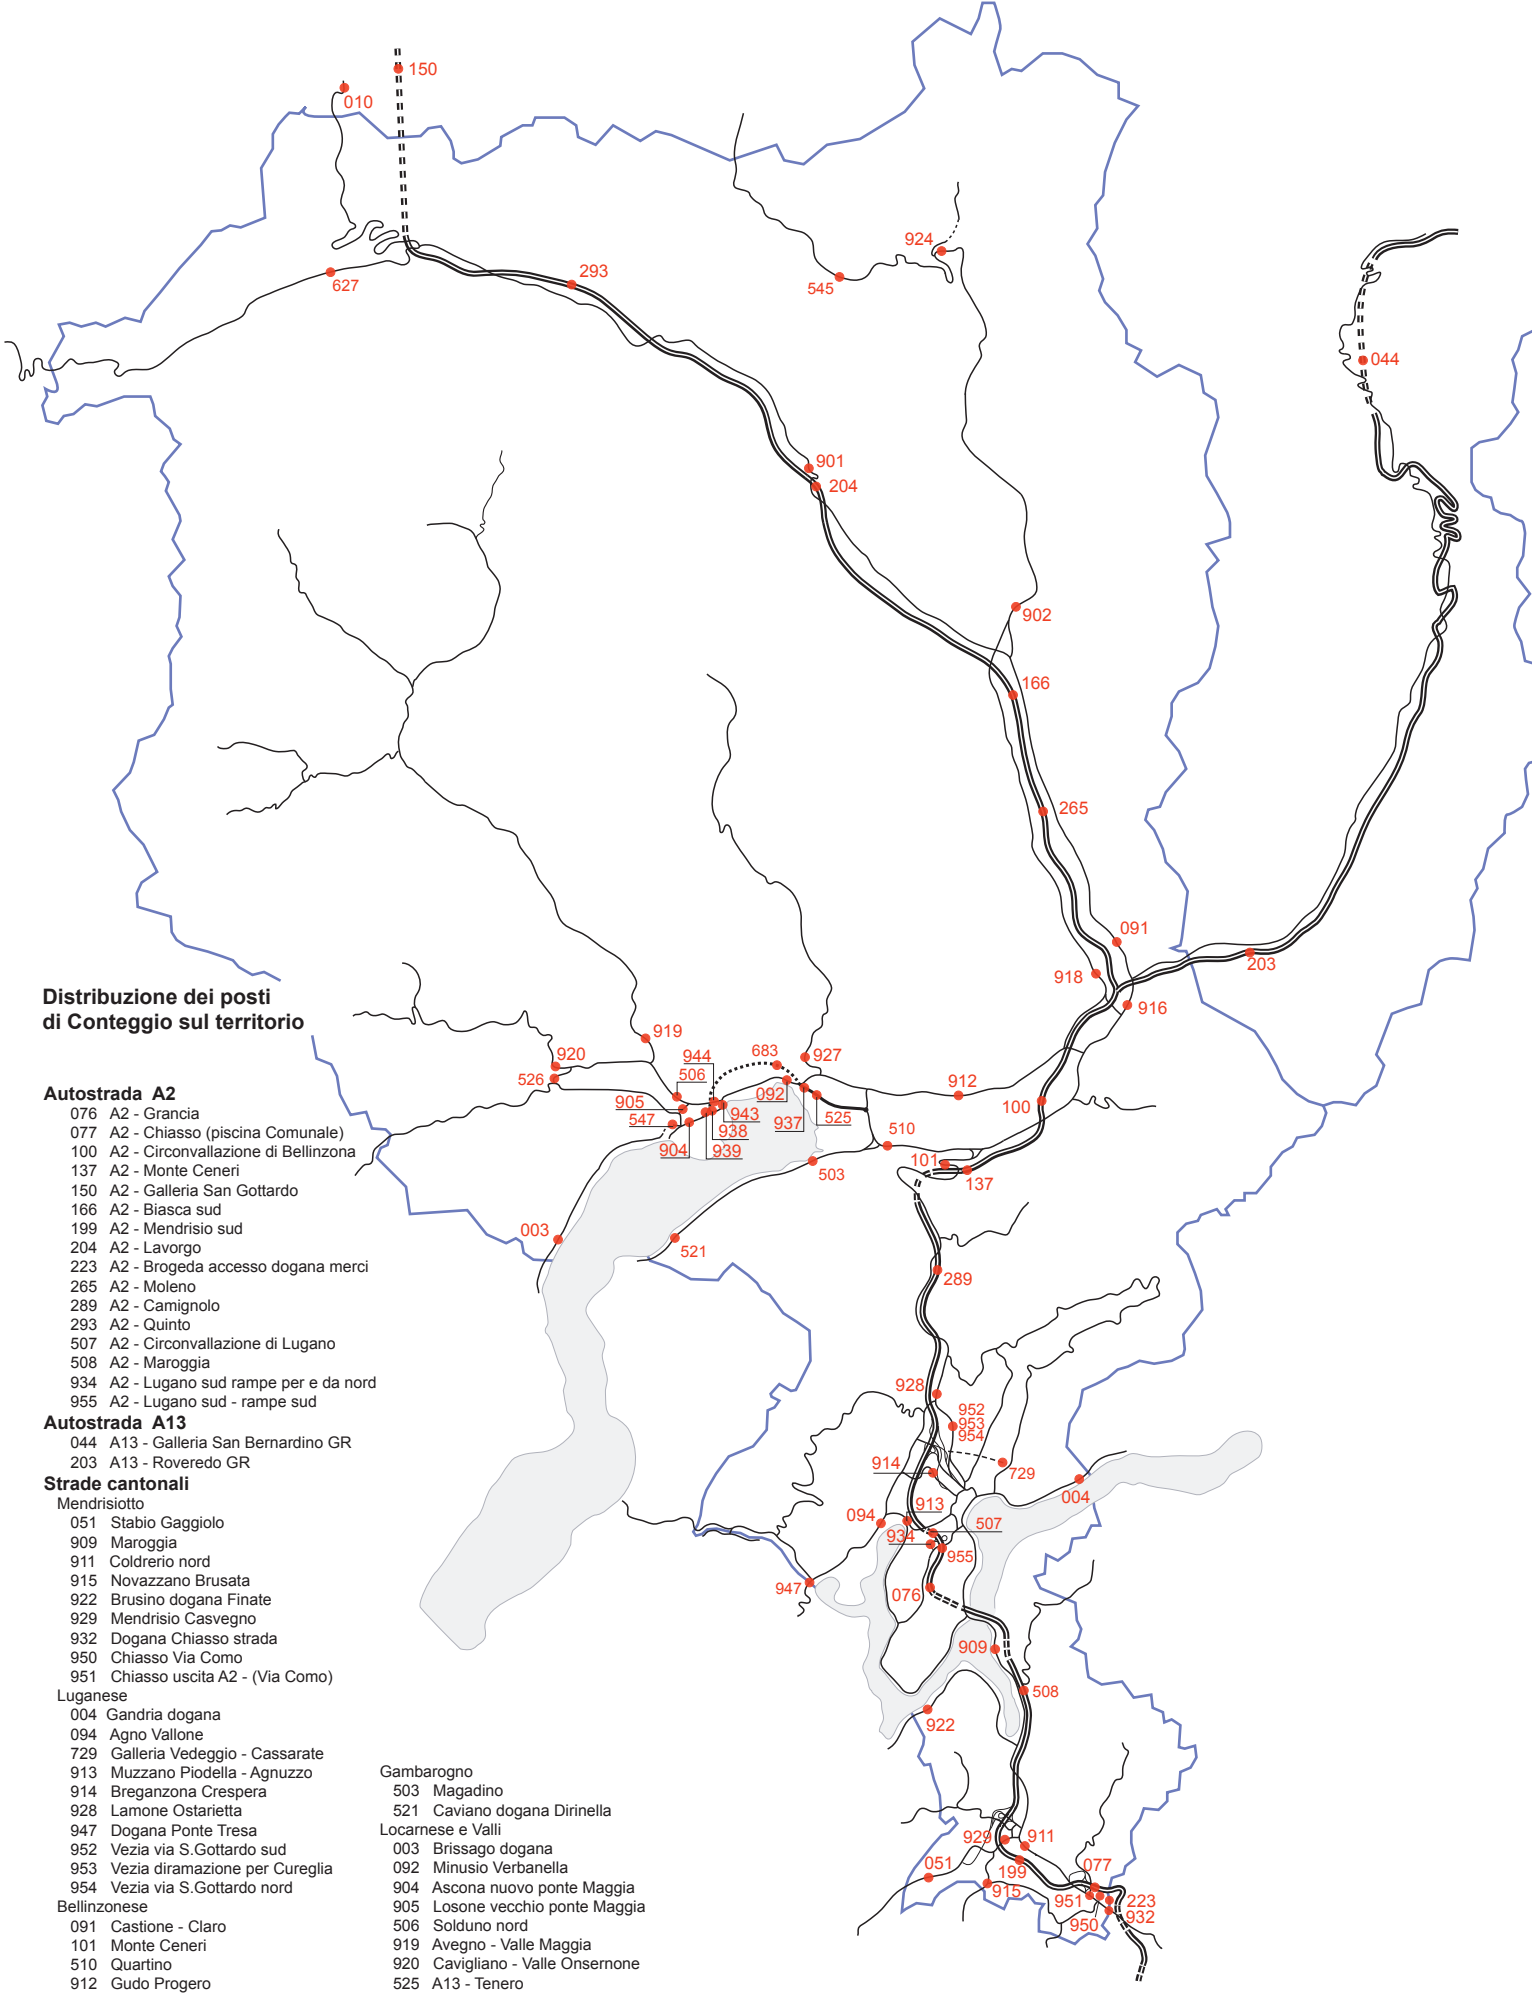 150
010
924
293
627
545
044
901
204
902
166
265
091
918
203
916
Distribuzione dei posti
di Conteggio sul territorio
919
920
944
683
927
506
526
092
912
905
943
525
100
547
938
937
510
904
939
101
503
137
003
521
289
928
952
953
954
914
729
004
094
913
507
934
955
947
076
909
508
922
929
911
051
199
077
915
951
223
950
932
Autostrada A2
076 A2 - Grancia
077 A2 - Chiasso (piscina Comunale)
100 A2 - Circonvallazione di Bellinzona
137 A2 - Monte Ceneri
150 A2 - Galleria San Gottardo
166 A2 - Biasca sud
199 A2 - Mendrisio sud
204 A2 - Lavorgo
223 A2 - Brogeda accesso dogana merci
265 A2 - Moleno
289 A2 - Camignolo
293 A2 - Quinto
507 A2 - Circonvallazione di Lugano
508 A2 - Maroggia
934 A2 - Lugano sud rampe per e da nord
955 A2 - Lugano sud - rampe sud
Autostrada A13
044 A13 - Galleria San Bernardino GR
203 A13 - Roveredo GR
Strade cantonali
Mendrisiotto
051 Stabio Gaggiolo
909 Maroggia
911 Coldrerio nord
915 Novazzano Brusata
922 Brusino dogana Finate
929 Mendrisio Casvegno
932 Dogana Chiasso strada
950 Chiasso Via Como
951 Chiasso uscita A2 - (Via Como)
Luganese
004 Gandria dogana
094 Agno Vallone
729 Galleria Vedeggio - Cassarate
913 Muzzano Piodella - Agnuzzo
914 Breganzona Crespera
928 Lamone Ostarietta
947 Dogana Ponte Tresa
952 Vezia via S.Gottardo sud
953 Vezia diramazione per Cureglia
954 Vezia via S.Gottardo nord
Bellinzonese
091 Castione - Claro
101 Monte Ceneri
510 Quartino
912 Gudo Progero
Gambarogno
503 Magadino
521 Caviano dogana Dirinella
Locarnese e Valli
003 Brissago dogana
092 Minusio Verbanella
904 Ascona nuovo ponte Maggia
905 Losone vecchio ponte Maggia
506 Solduno nord
919 Avegno - Valle Maggia
920 Cavigliano - Valle Onsernone
525 A13 - Tenero